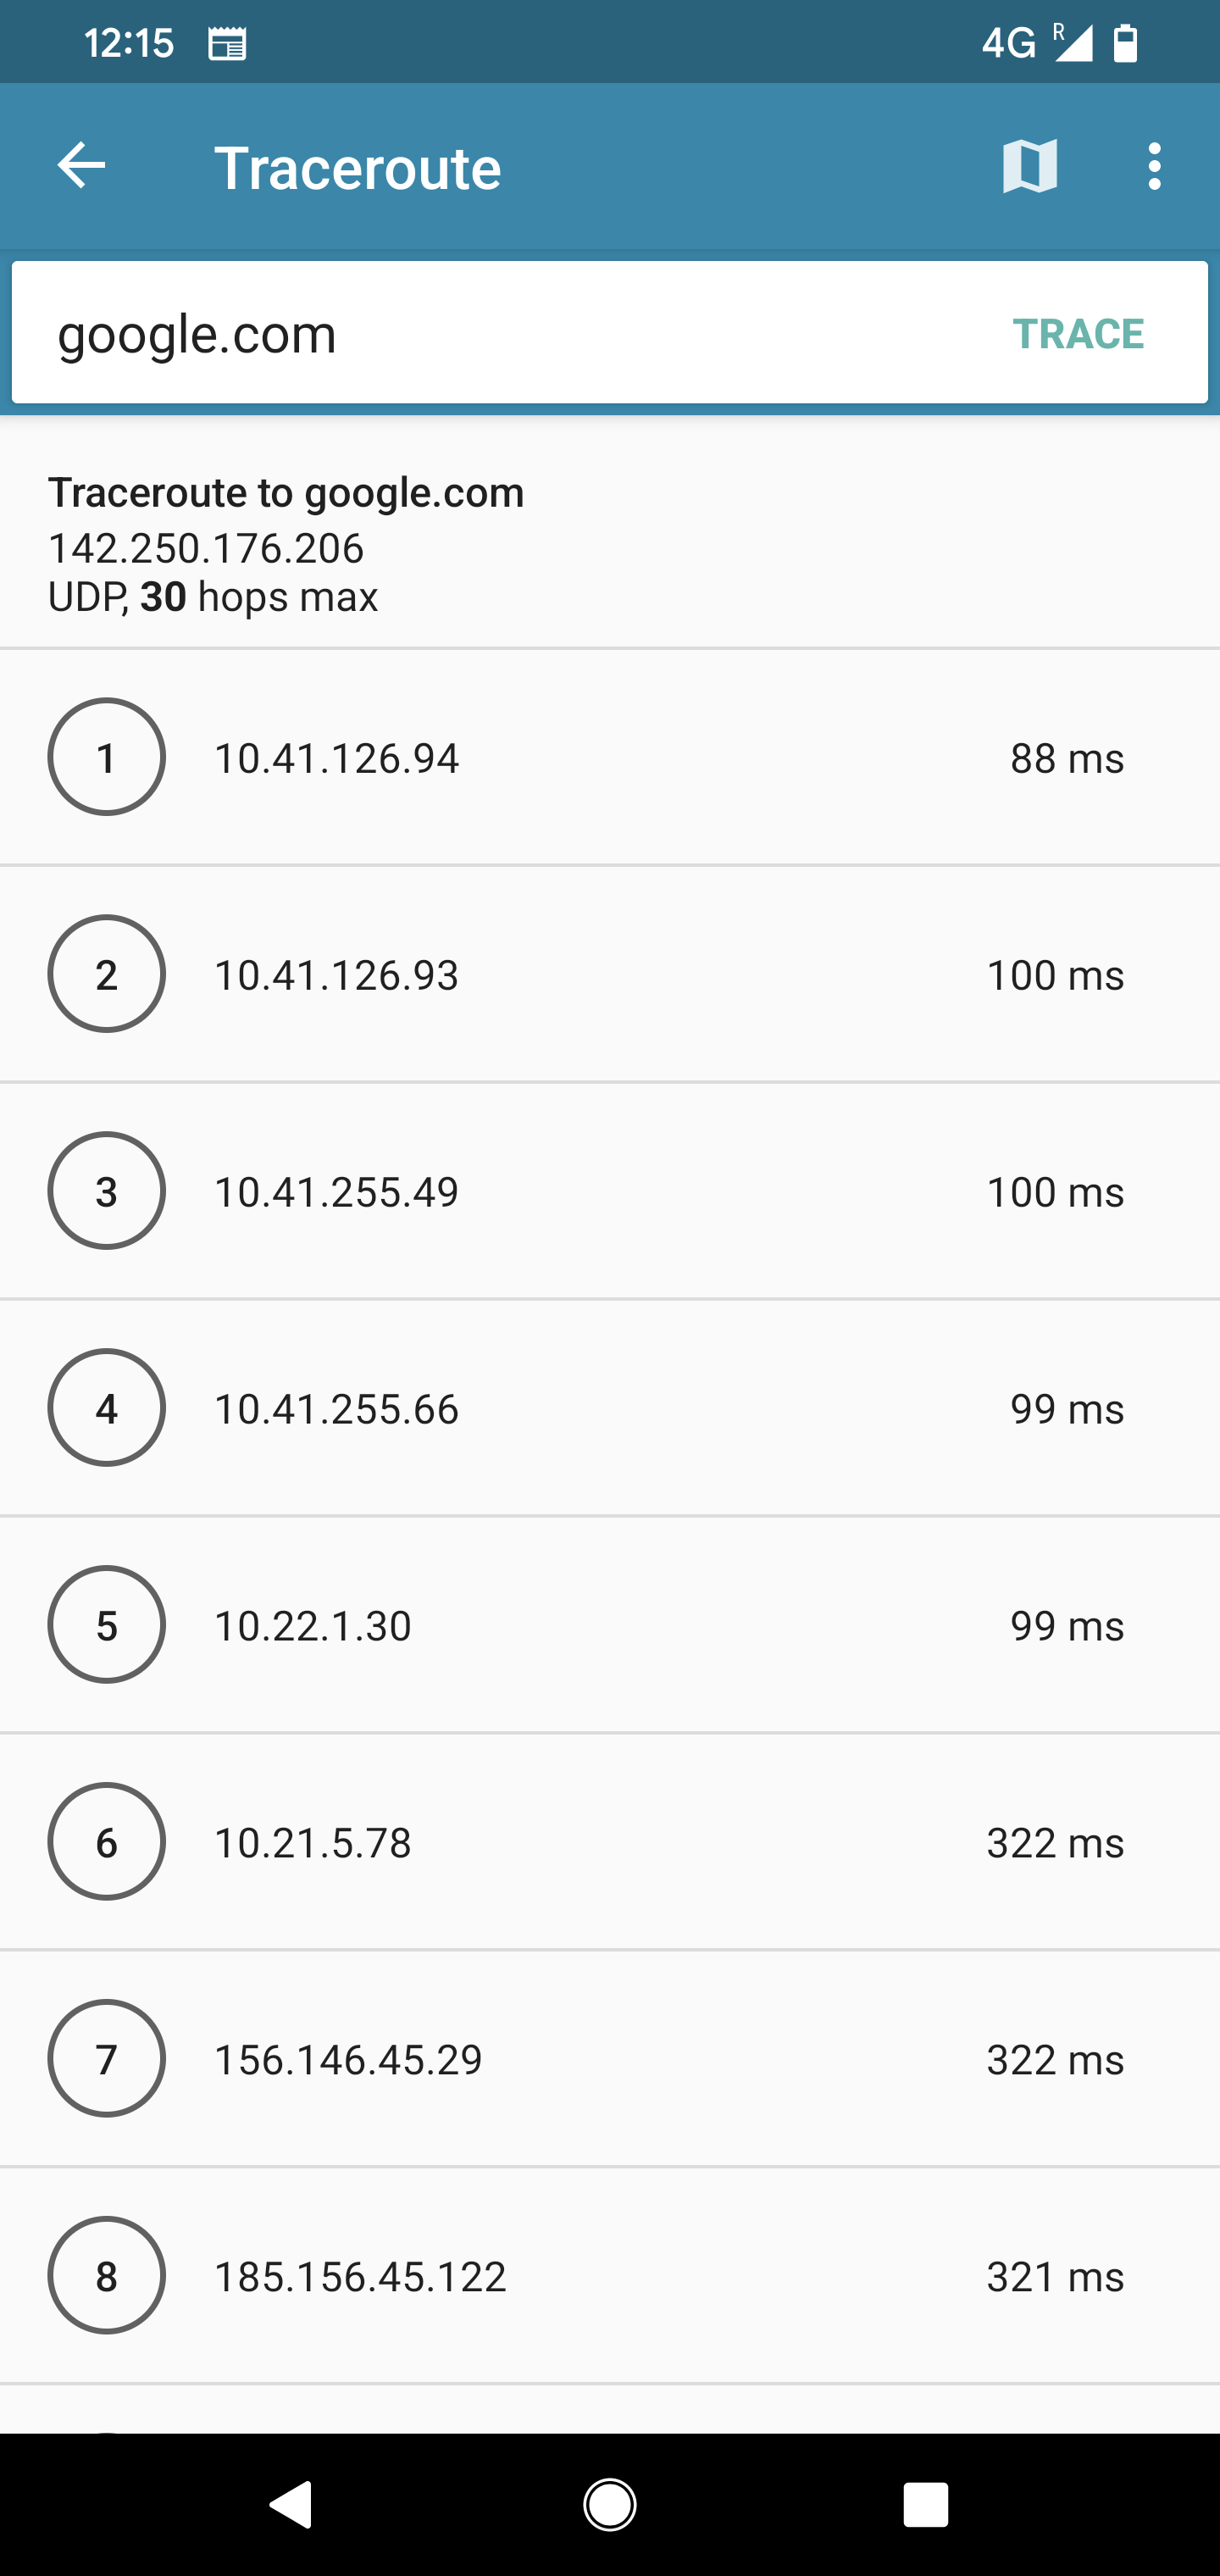 12:15 4G R
Traceroute
google.com TRACE
Traceroute to google.com
142.250.176.206
UDP, 30 hops max
1 10.41.126.94 88 ms
2 10.41.126.93 100 ms
3 10.41.255.49 100 ms
4 10.41.255.66 99 ms
5 10.22.1.30 99 ms
6 10.21.5.78 322 ms
7 156.146.45.29 322 ms
8 185.156.45.122 321 ms